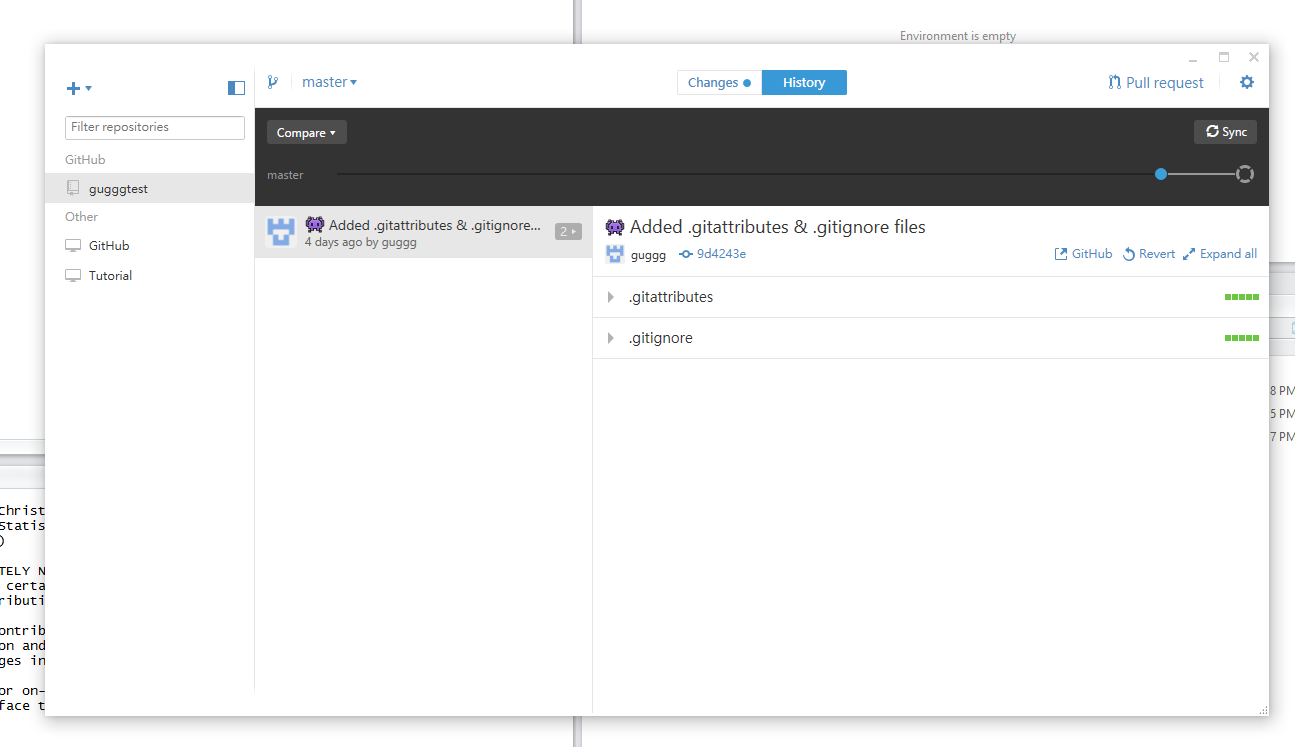 Environment is empty
master
Changes
History
Pull request
Filter repositories
Compare
Sync
GitHub
master
gugggtest
Other
GitHub
Tutorial
Added .gitattributes & .gitignore...
4 days ago by guggg
2
Added .gitattributes & .gitignore files
guggg
9d4243e
GitHub
Revert
Expand all
.gitattributes
.gitignore
8 PM
5 PM
7 PM
Christ
Statis
)
TELY N
certa
ributi
ontrib
on and
ges in
or on-
face t